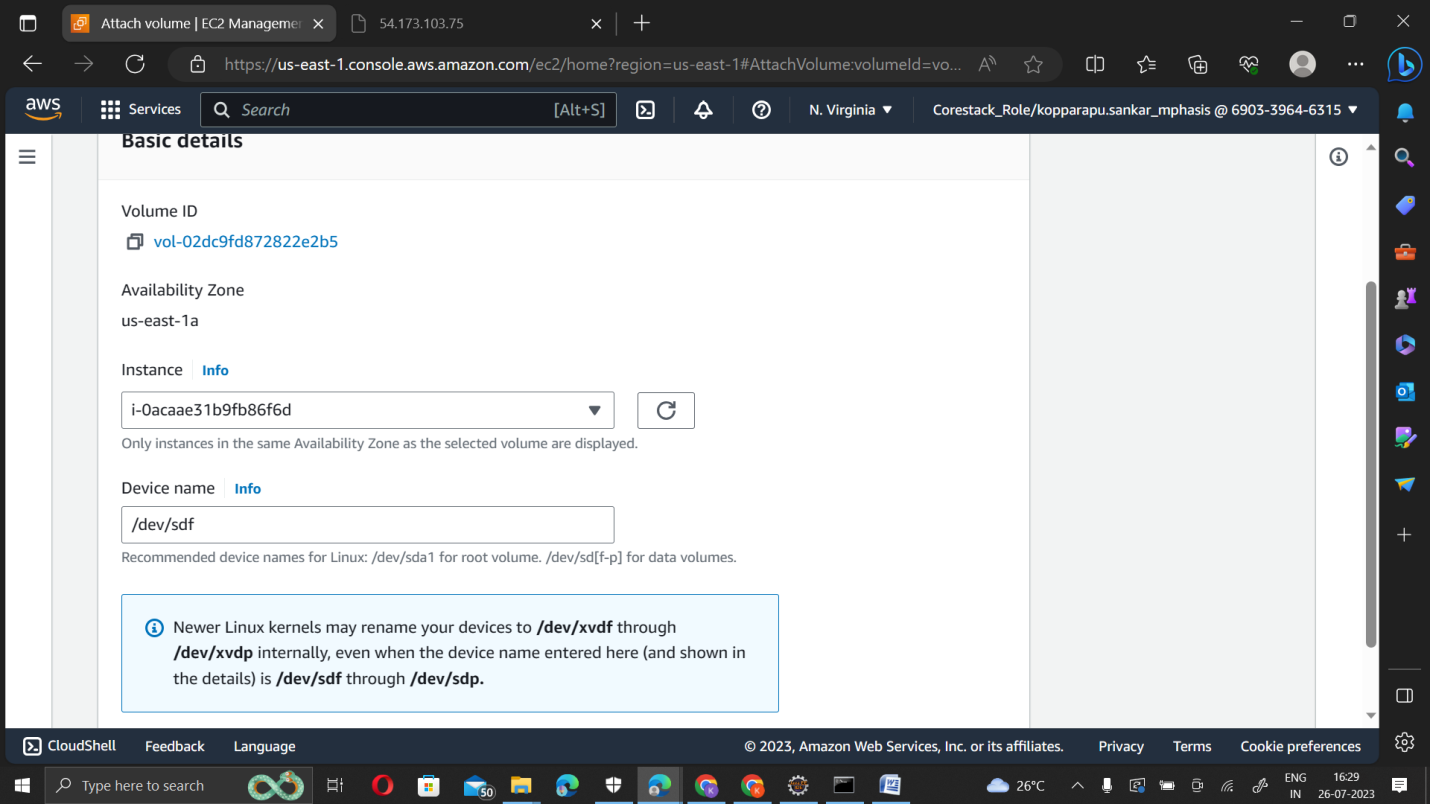 Attach volume | EC2 Managemen
54.173.103.75
https://us-east-1.console.aws.amazon.com/ec2/home?region=us-east-1#AttachVolume:volumeId=vo...
aws
Services
Search
[Alt+S]
N. Virginia
Corestack_Role/kopparapu.sankar_mphasis @ 6903-3964-6315
Basic details
Volume ID
vol-02dc9fd872822e2b5
Availability Zone
us-east-1a
Instance Info
i-0acaae31b9fb86f6d
Only instances in the same Availability Zone as the selected volume are displayed.
Device name Info
/dev/sdf
Recommended device names for Linux: /dev/sda1 for root volume. /dev/sd[f-p] for data volumes.
Newer Linux kernels may rename your devices to /dev/xvdf through
/dev/xvdp internally, even when the device name entered here (and shown in
the details) is /dev/sdf through /dev/sdp.
CloudShell Feedback Language © 2023, Amazon Web Services, Inc. or its affiliates. Privacy Terms Cookie preferences
Type here to search
50
26°C
ENG
IN
16:29
26-07-2023